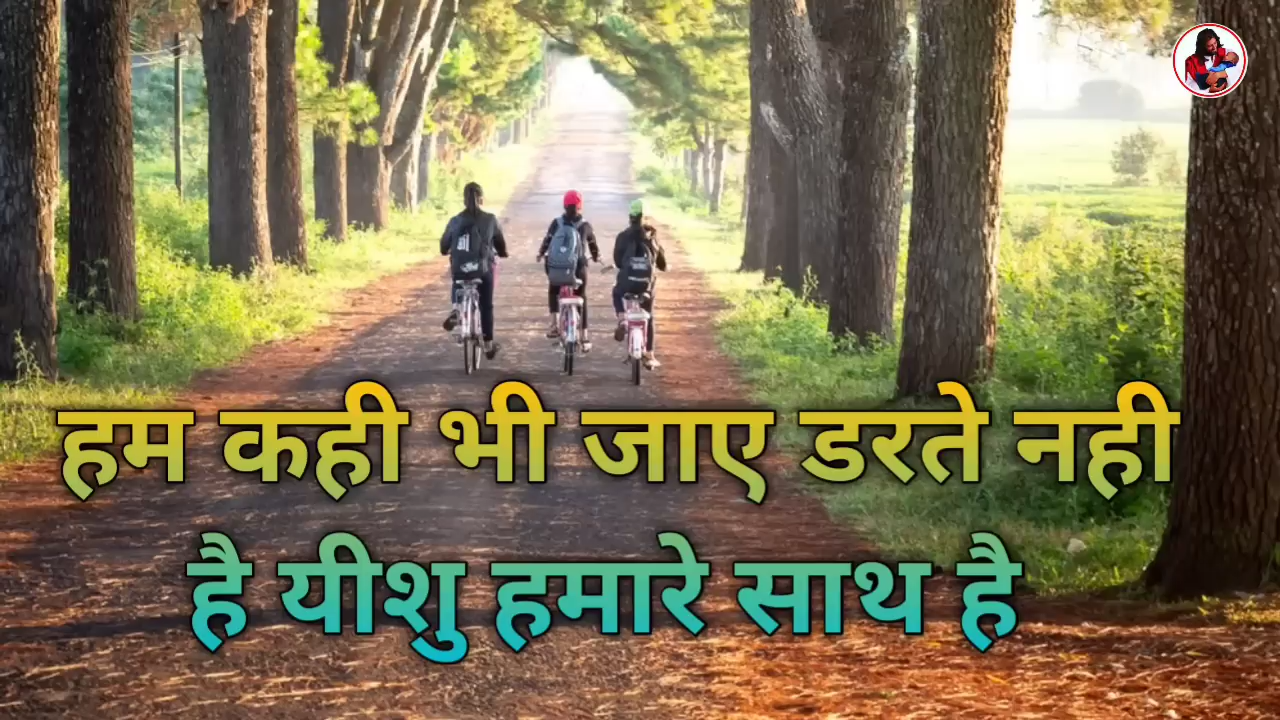 हम कही भी जाए डरते नही
है यीशु हमारे साथ है